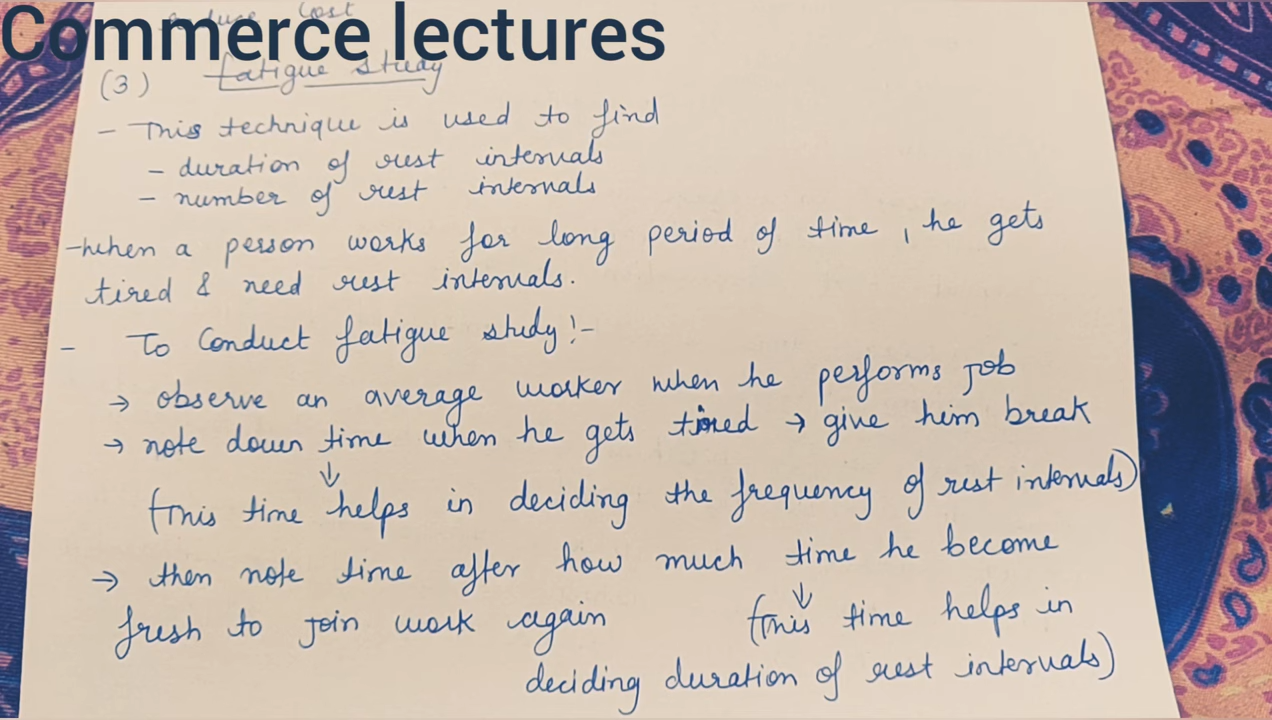 reduce Cost
Commerce lectures
(3) Fatigue study
- This technique is used to find
- duration of rest intervals
- number of rest intervals
- when a person works for long period of time, he gets
tired & need rest intervals.
- To Conduct fatigue study:-
→ observe an average worker when he performs job
→ note down time when he gets tired → give him break
↓
(This time helps in deciding the frequency of rest intervals)
→ then note time after how much time he become
↓
fresh to join work again (This time helps in
deciding duration of rest intervals)